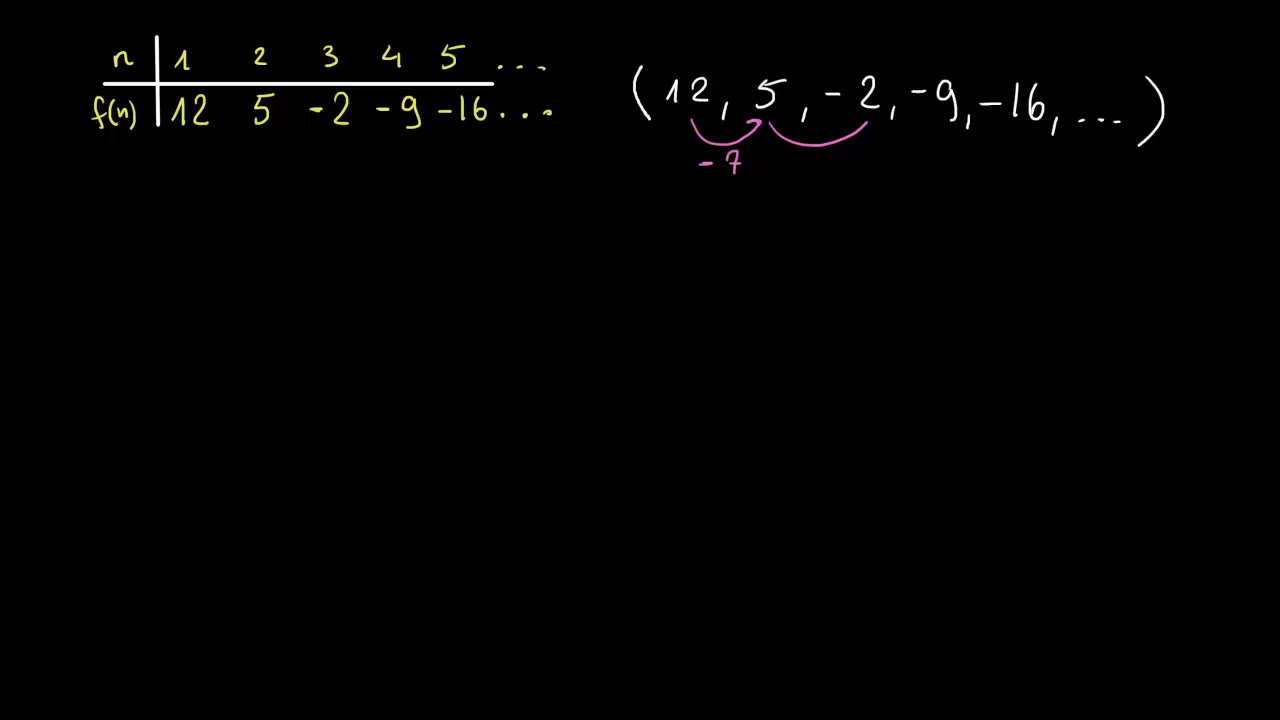 n 1 2 3 4 5 ...
f(n) 12 5 -2 -9 -16 ...
(12, 5, -2, -9, -16, ...)
-7